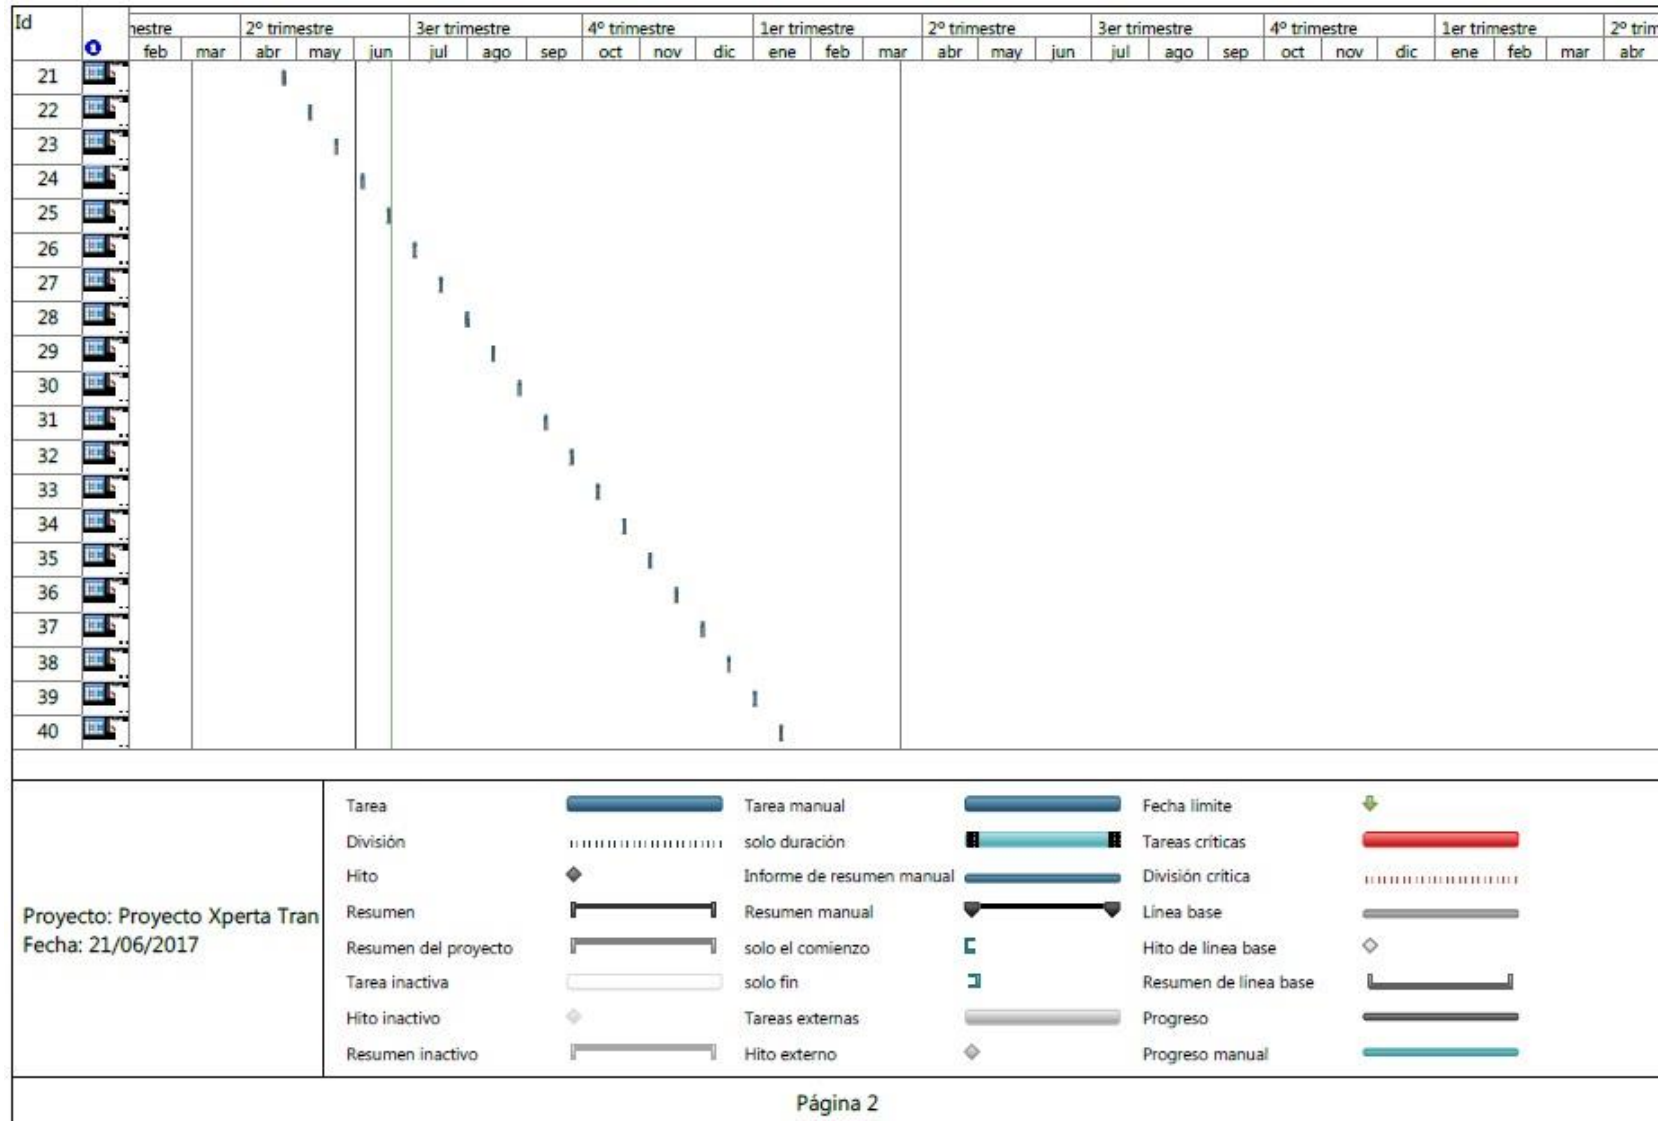 Id
nestre 2º trimestre 3er trimestre 4º trimestre 1er trimestre 2º trimestre 3er trimestre 4º trimestre 1er trimestre 2º trim
feb mar abr may jun jul ago sep oct nov dic ene feb mar abr may jun jul ago sep oct nov dic ene feb mar abr
21
22
23
24
25
26
27
28
29
30
31
32
33
34
35
36
37
38
39
40
Proyecto: Proyecto Xperta Tran
Fecha: 21/06/2017
Tarea
División
Hito
Resumen
Resumen del proyecto
Tarea inactiva
Hito inactivo
Resumen inactivo
Tarea manual
solo duración
Informe de resumen manual
Resumen manual
solo el comienzo
solo fin
Tareas externas
Hito externo
Fecha límite
Tareas críticas
División crítica
Línea base
Hito de línea base
Resumen de línea base
Progreso
Progreso manual
Página 2